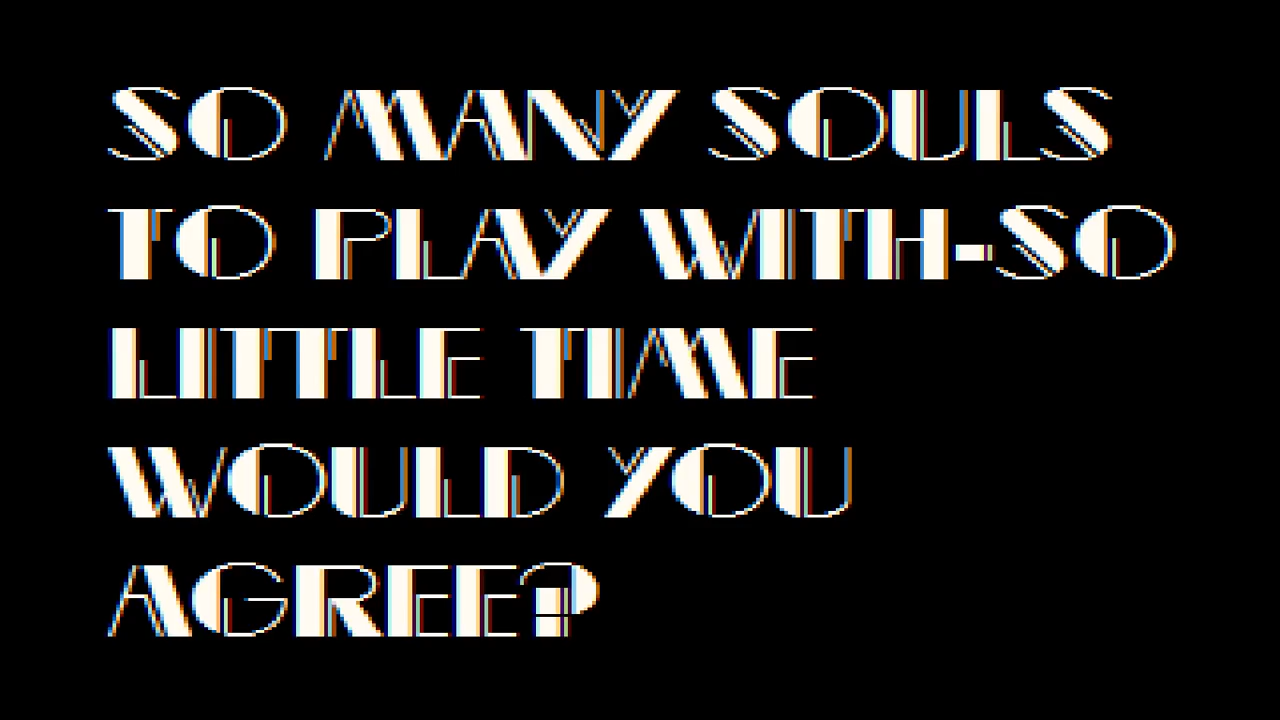 SO MANY SOULS
TO PLAY WITH-SO
LITTLE TIME
WOULD YOU
AGREE?